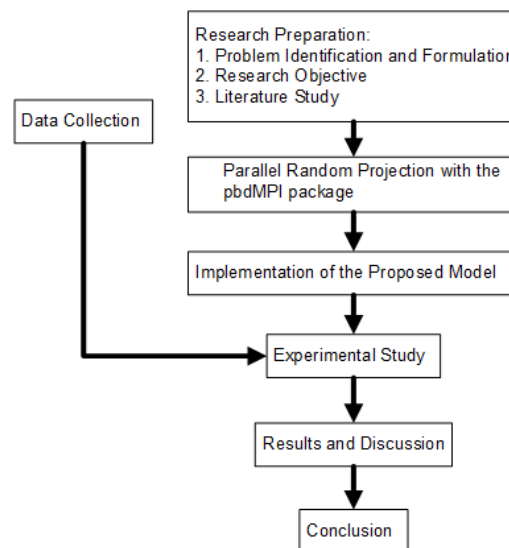 Research Preparation:
1. Problem Identification and Formulation
2. Research Objective
3. Literature Study
Data Collection
Parallel Random Projection with the
pbdMPI package
Implementation of the Proposed Model
Experimental Study
Results and Discussion
Conclusion